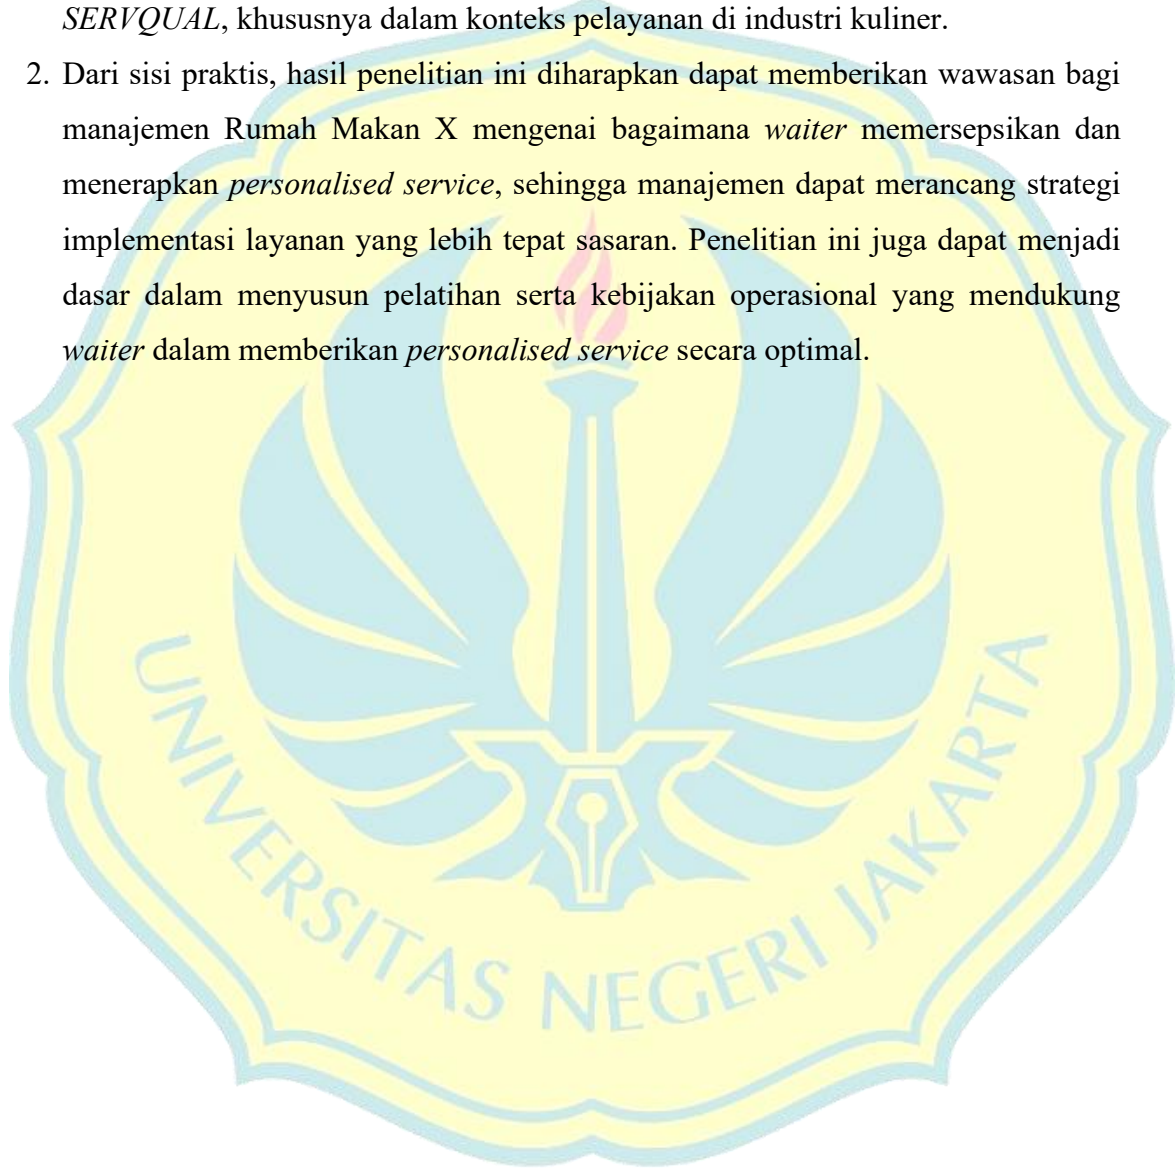 SERVQUAL, khususnya dalam konteks pelayanan di industri kuliner.
2. Dari sisi praktis, hasil penelitian ini diharapkan dapat memberikan wawasan bagi
manajemen Rumah Makan X mengenai bagaimana waiter memersepsikan dan
menerapkan personalised service, sehingga manajemen dapat merancang strategi
implementasi layanan yang lebih tepat sasaran. Penelitian ini juga dapat menjadi
dasar dalam menyusun pelatihan serta kebijakan operasional yang mendukung
waiter dalam memberikan personalised service secara optimal.
UNIVERSITAS NEGERI JAKARTA